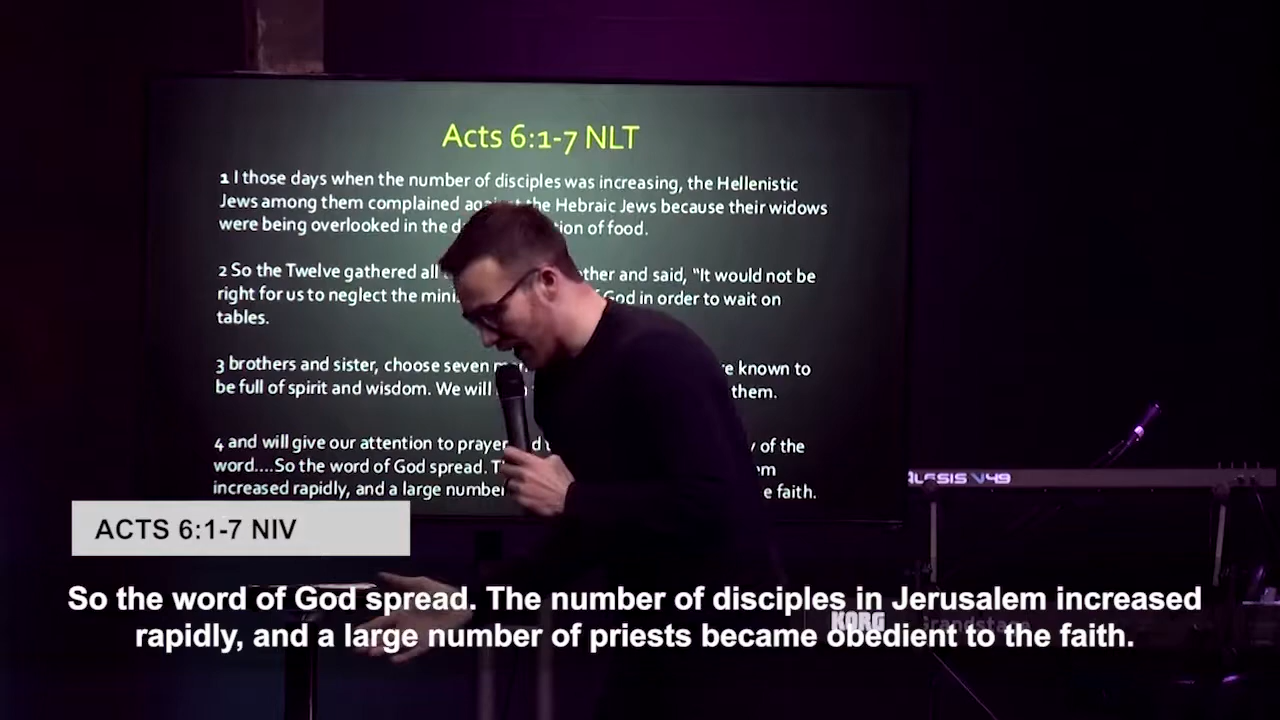 Acts 6:1-7 NLT
1 I those days when the number of disciples was increasing, the Hellenistic
Jews among them complained the Hebraic Jews because their widows
were being overlooked in the of food.
2 So the Twelve gathered all and said, “It would not be
right for us to neglect the God in order to wait on
tables.
3 brothers and sister, choose seven known to
be full of spirit and wisdom. We will them.
4 and will give our attention to prayer of the
word....So the word of God spread.
increased rapidly, and a large number faith.
ALESIS V49
ACTS 6:1-7 NIV
So the word of God spread. The number of disciples in Jerusalem increased
rapidly, and a large number of priests became obedient to the faith.
KORG